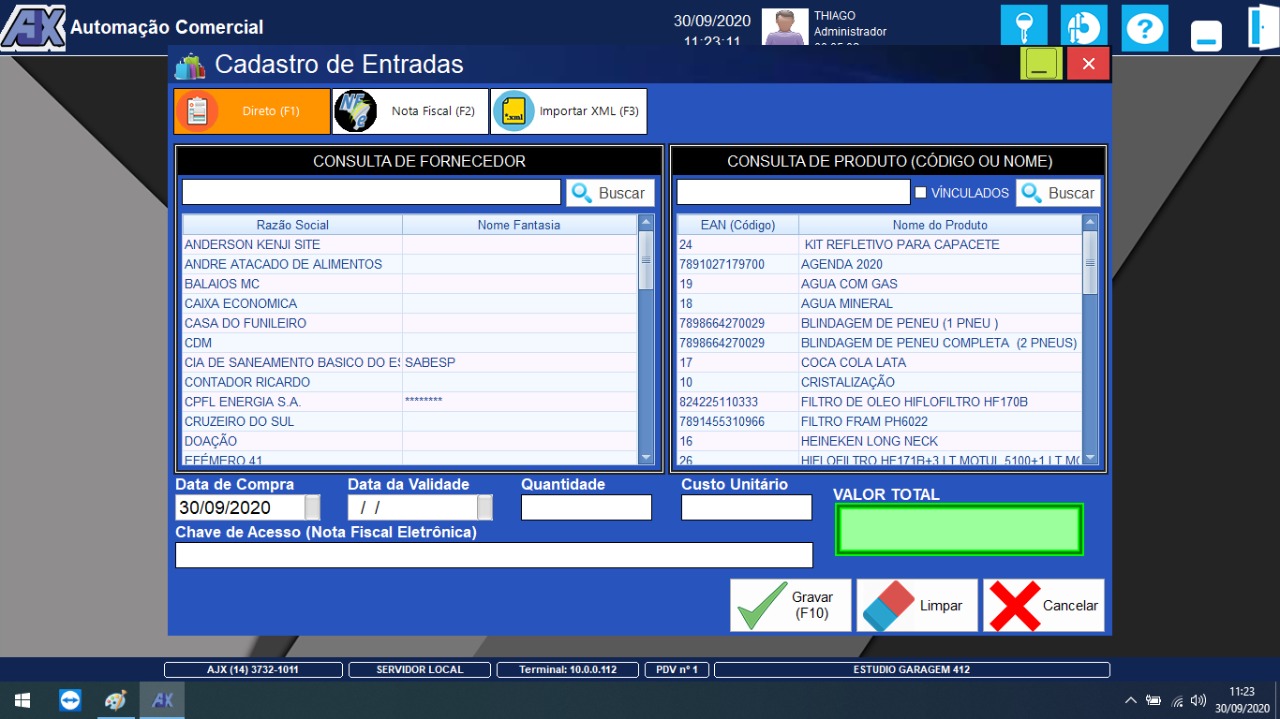 AX Automação Comercial
30/09/2020
11:23:11
THIAGO
Administrador
Cadastro de Entradas
Direto (F1)
NF-e Nota Fiscal (F2)
*.xml Importar XML (F3)
CONSULTA DE FORNECEDOR
Buscar
Razão Social Nome Fantasia
ANDERSON KENJI SITE
ANDRE ATACADO DE ALIMENTOS
BALAIOS MC
CAIXA ECONOMICA
CASA DO FUNILEIRO
CDM
CIA DE SANEAMENTO BASICO DO ES SABESP
CONTADOR RICARDO
CPFL ENERGIA S.A. ********
CRUZEIRO DO SUL
DOAÇÃO
EFÉMERO 41
CONSULTA DE PRODUTO (CÓDIGO OU NOME)
VÍNCULADOS Buscar
EAN (Código) Nome do Produto
24 KIT REFLETIVO PARA CAPACETE
7891027179700 AGENDA 2020
19 AGUA COM GAS
18 AGUA MINERAL
7898664270029 BLINDAGEM DE PENEU (1 PNEU )
7898664270029 BLINDAGEM DE PENEU COMPLETA (2 PNEUS)
17 COCA COLA LATA
10 CRISTALIZAÇÃO
824225110333 FILTRO DE OLEO HIFLOFILTRO HF170B
7891455310966 FILTRO FRAM PH6022
16 HEINEKEN LONG NECK
26 HIFLOFILTRO HF171B+3 LT MOTUL 5100+1 LT MO
Data de Compra Data da Validade Quantidade Custo Unitário VALOR TOTAL
30/09/2020 / /
Chave de Acesso (Nota Fiscal Eletrônica)
Gravar
(F10)
Limpar
Cancelar
AJX (14) 3732-1011 SERVIDOR LOCAL Terminal: 10.0.0.112 PDV nº 1 ESTUDIO GARAGEM 412
AX
11:23
30/09/2020